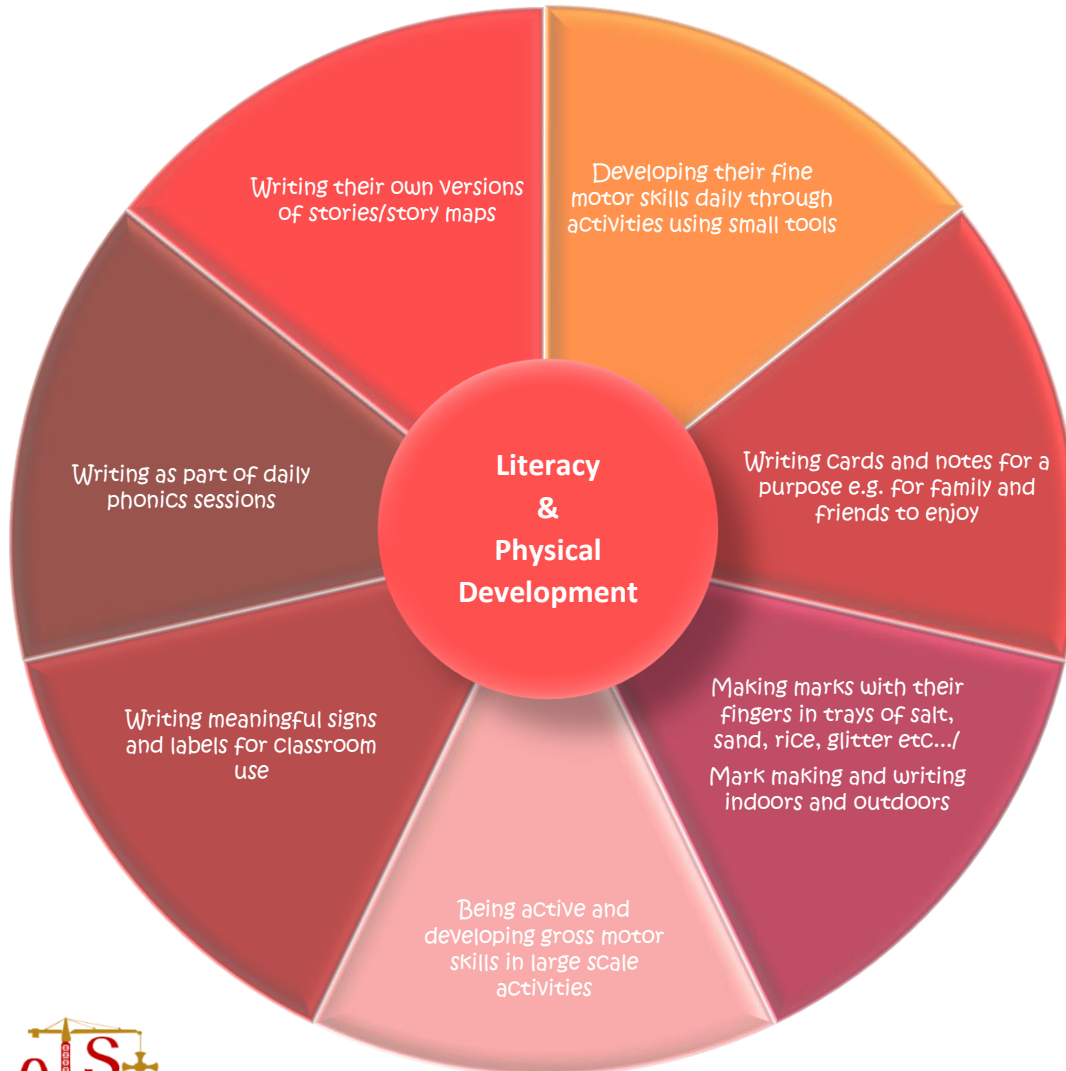 Writing their own versions
of stories/story maps
Developing their fine
motor skills daily through
activities using small tools
Writing cards and notes for a
purpose e.g. for family and
friends to enjoy
Making marks with their
fingers in trays of salt,
sand, rice, glitter etc.../
Mark making and writing
indoors and outdoors
Being active and
developing gross motor
skills in large scale
activities
Writing meaningful signs
and labels for classroom
use
Writing as part of daily
phonics sessions
Literacy
&
Physical
Development